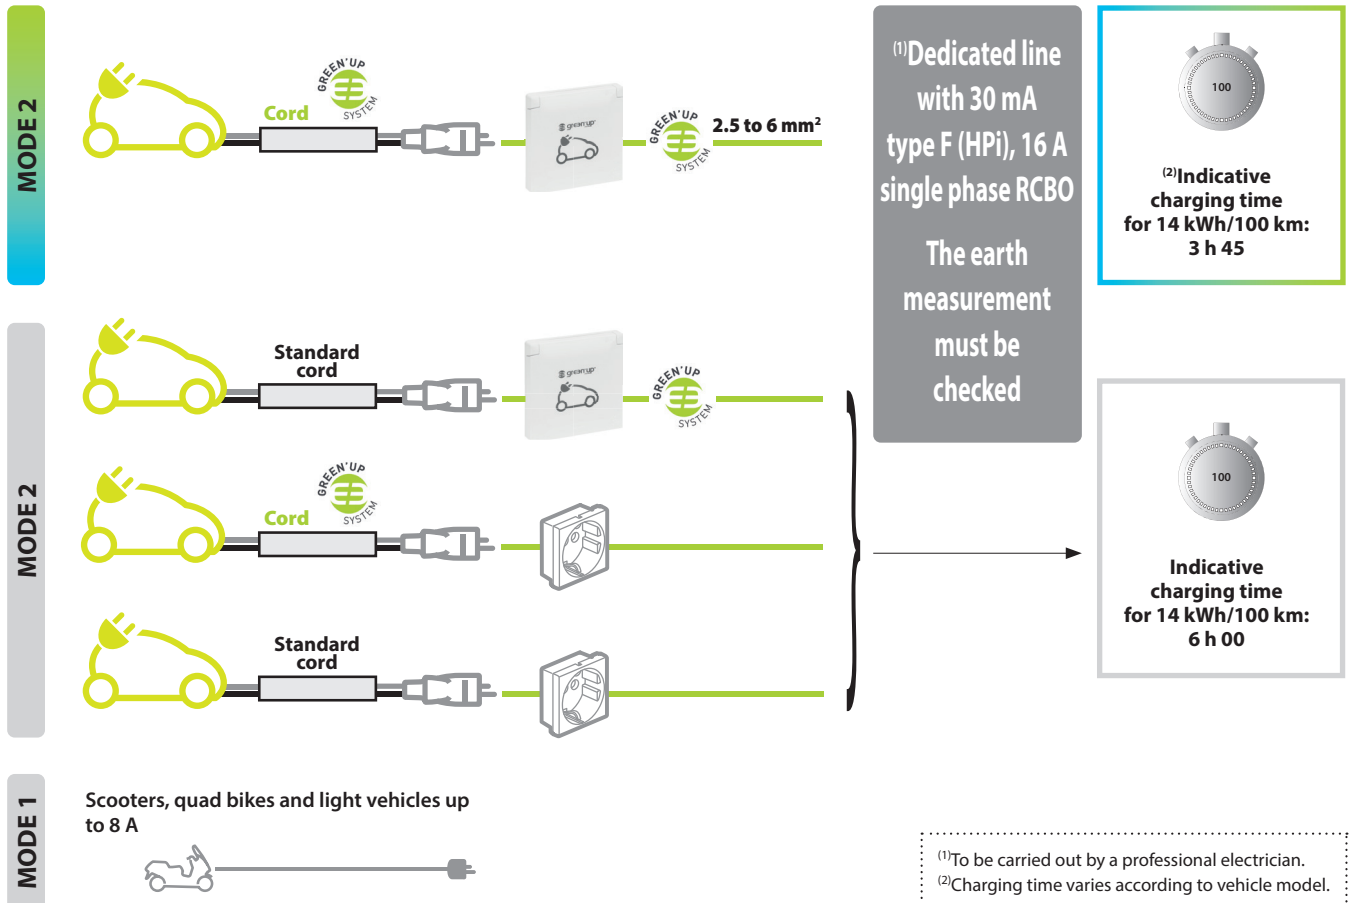 MODE 2
GREEN'UP
SYSTEM
Cord
green'up
GREEN'UP
SYSTEM
2.5 to 6 mm²
(1)Dedicated line
with 30 mA
type F (HPi), 16 A
single phase RCBO
The earth
measurement
must be
checked
100
(2)Indicative
charging time
for 14 kWh/100 km:
3 h 45
MODE 2
Standard
cord
green'up
GREEN'UP
SYSTEM
GREEN'UP
SYSTEM
Cord
Standard
cord
100
Indicative
charging time
for 14 kWh/100 km:
6 h 00
MODE 1
Scooters, quad bikes and light vehicles up
to 8 A
(1)To be carried out by a professional electrician.
(2)Charging time varies according to vehicle model.